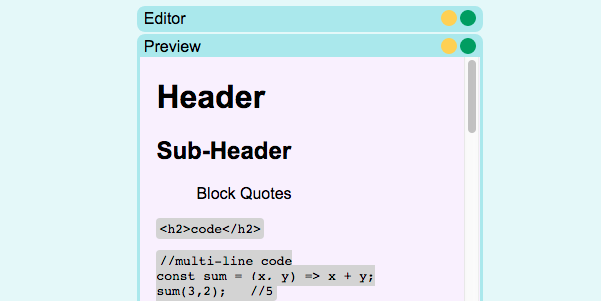 Editor
Preview
Header
Sub-Header
Block Quotes
<h2>code</h2>
//multi-line code
const sum = (x, y) => x + y;
sum(3,2);   //5